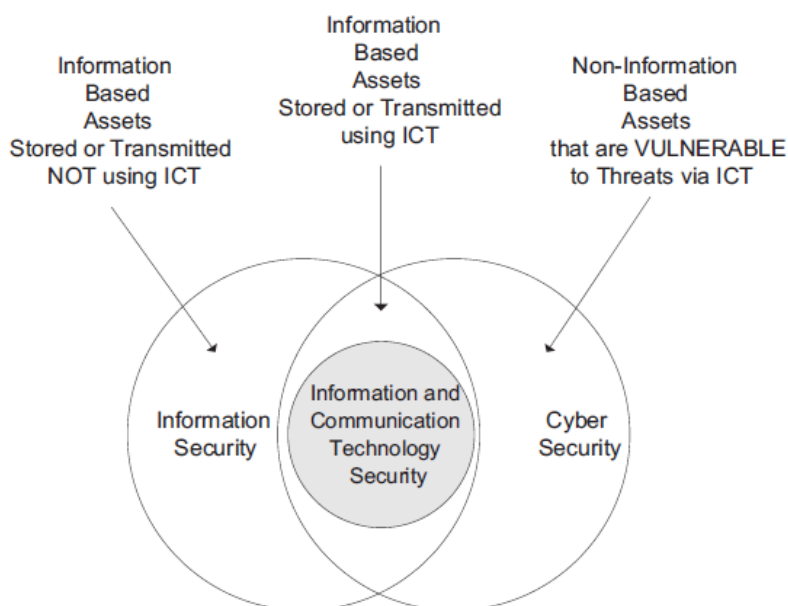 Information
Based
Assets
Stored or Transmitted
NOT using ICT
Information
Based
Assets
Stored or Transmitted
using ICT
Non-Information
Based
Assets
that are VULNERABLE
to Threats via ICT
Information
Security
Information and
Communication
Technology
Security
Cyber
Security